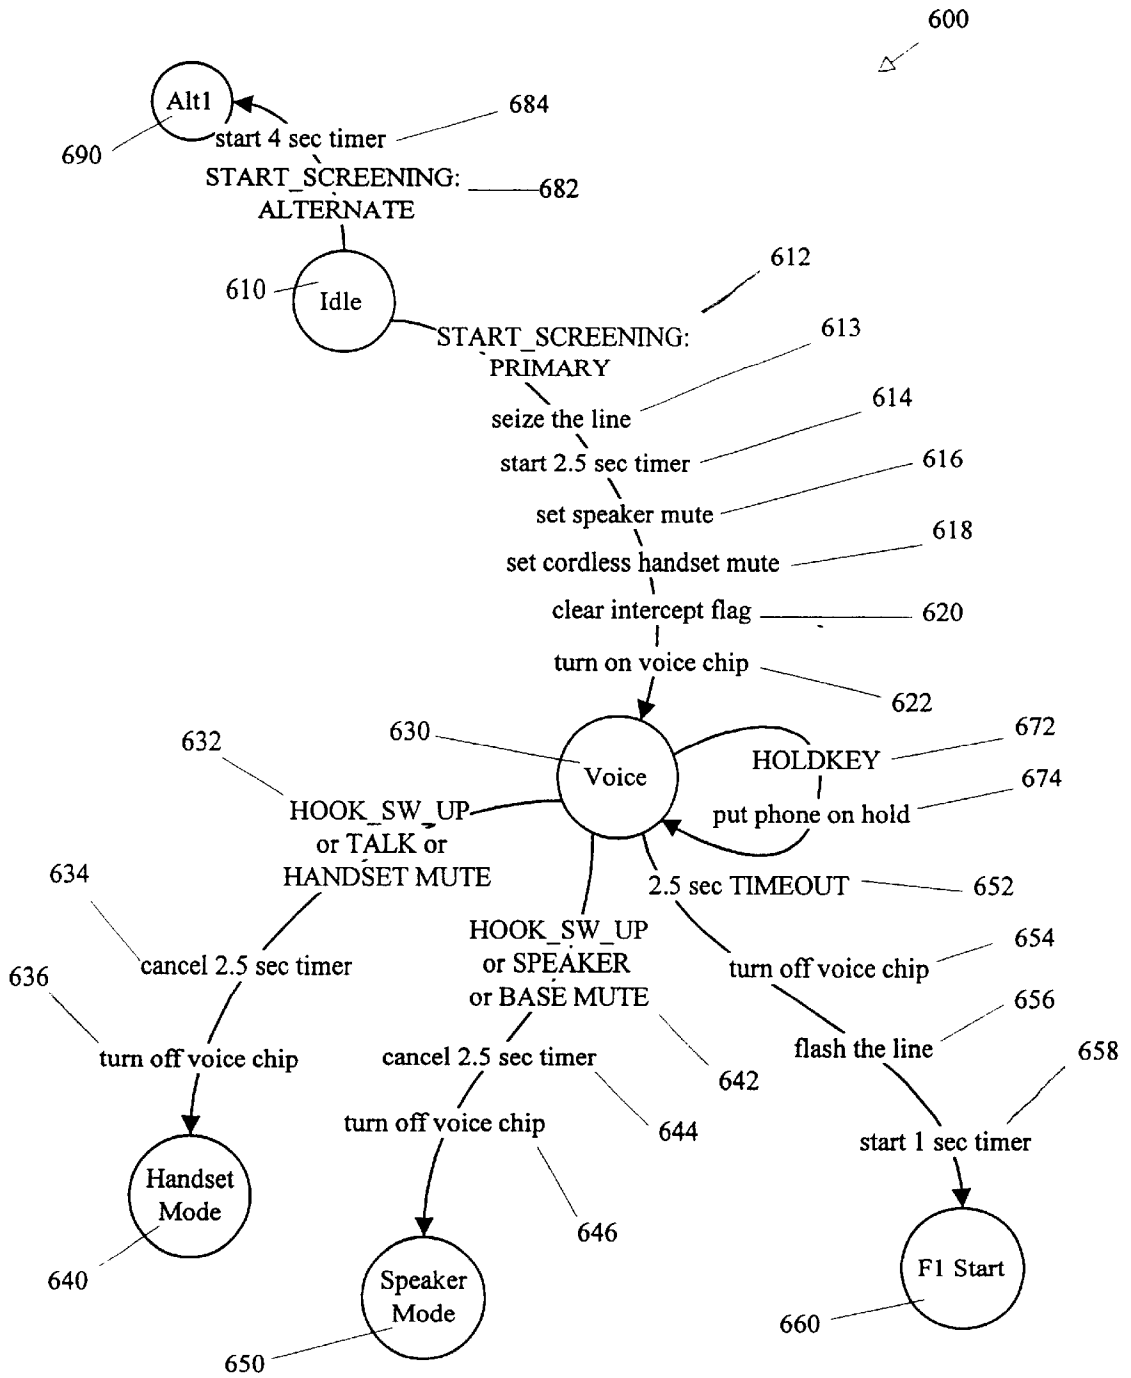 600
Alt1
684
start 4 sec timer
690
START_SCREENING:
682
ALTERNATE
612
610
Idle
START_SCREENING:
613
PRIMARY
seize the line
614
start 2.5 sec timer
616
set speaker mute
618
set cordless handset mute
clear intercept flag
620
turn on voice chip
622
630
632
672
HOLDKEY
Voice
674
HOOK_SW_UP
put phone on hold
or TALK or
634
HANDSET MUTE
2.5 sec TIMEOUT
652
HOOK_SW_UP
654
or SPEAKER
cancel 2.5 sec timer
turn off voice chip
636
or BASE MUTE
656
turn off voice chip
cancel 2.5 sec timer
flash the line
658
642
turn off voice chip
644
start 1 sec timer
Handset
Mode
646
640
Speaker
Mode
F1 Start
660
650